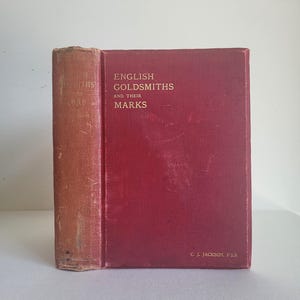 ENGLISH
GOLDSMITHS
AND THEIR
MARKS
C. J. JACKSON, F.S.A.